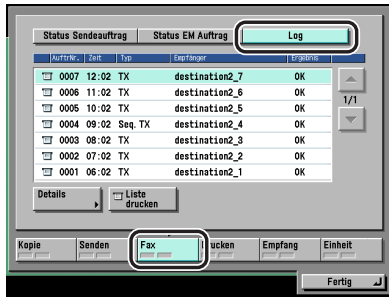 Status Sendeauftrag Status EM Auftrag Log
AuftrNr. Zeit Typ Empfänger Ergebnis
0007 12:02 TX destination2_7 OK
0006 11:02 TX destination2_6 OK
0005 10:02 TX destination2_5 OK
0004 09:02 Seq. TX destination2_4 OK
0003 08:02 TX destination2_3 OK
0002 07:02 TX destination2_2 OK
0001 06:02 TX destination2_1 OK
1/1
Details Liste
drucken
Kopie Senden Fax rucken Empfang Einheit
Fertig